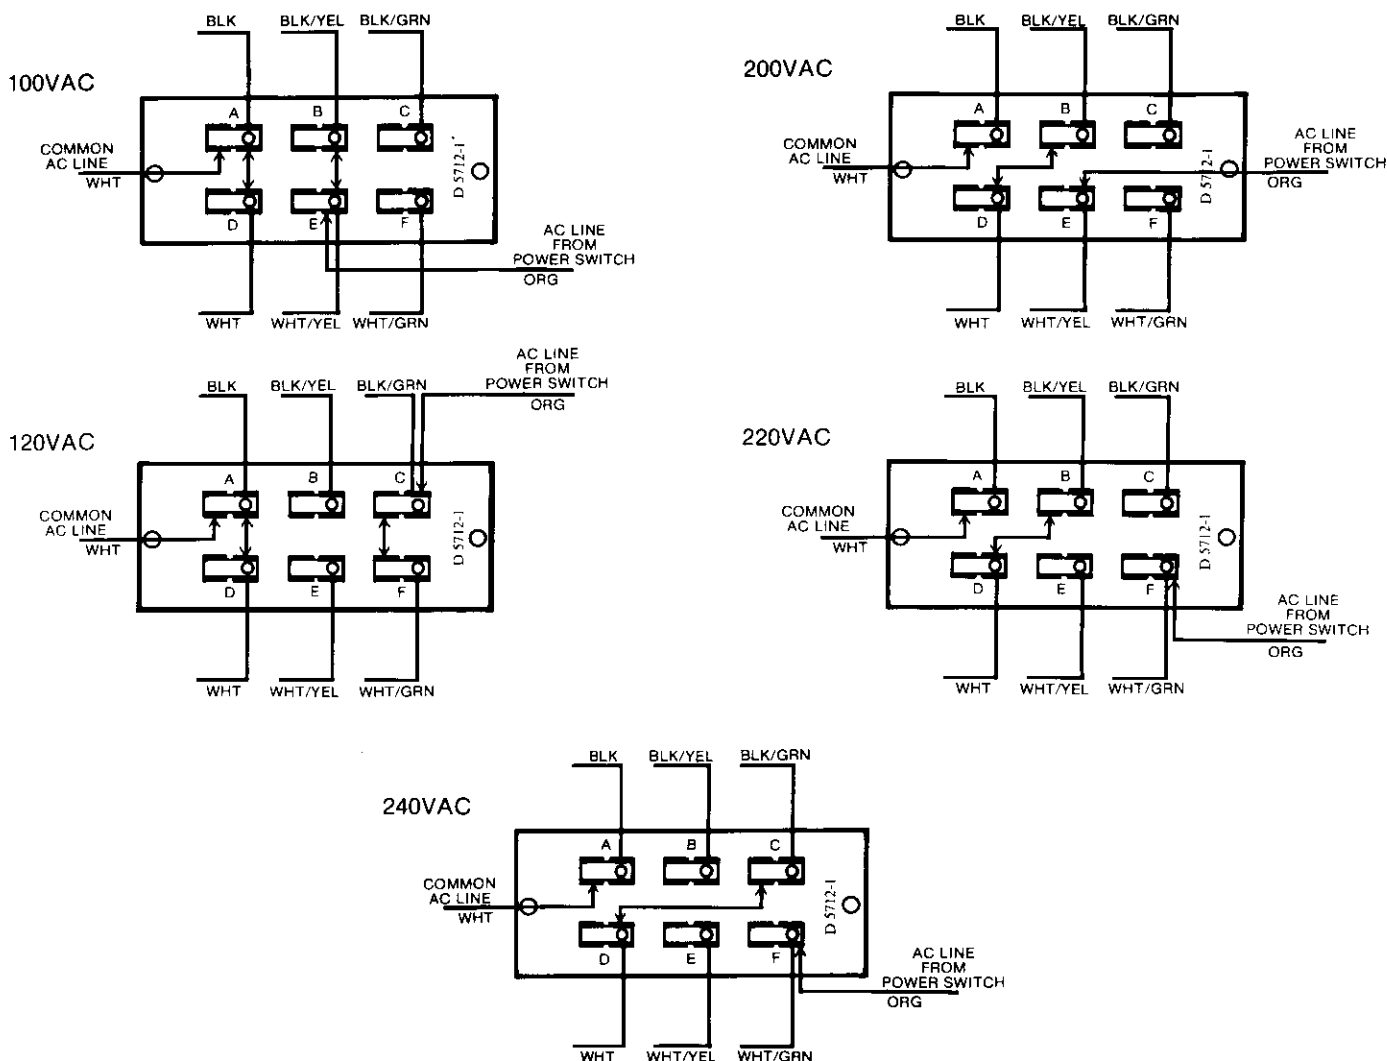 BLK BLK/YEL BLK/GRN
100VAC
A B C
COMMON
AC LINE
WHT
D 5712-1
D E F
AC LINE
FROM
POWER SWITCH
ORG
WHT WHT/YEL WHT/GRN
BLK BLK/YEL BLK/GRN
200VAC
A B C
COMMON
AC LINE
WHT
D 5712-1
AC LINE
FROM
POWER SWITCH
ORG
D E F
WHT WHT/YEL WHT/GRN
AC LINE
FROM
POWER SWITCH
ORG
BLK BLK/YEL BLK/GRN
120VAC
A B C
COMMON
AC LINE
WHT
D 5712-1
D E F
WHT WHT/YEL WHT/GRN
BLK BLK/YEL BLK/GRN
220VAC
A B C
COMMON
AC LINE
WHT
D 5712-1
D E F
AC LINE
FROM
POWER SWITCH
ORG
WHT WHT/YEL WHT/GRN
BLK BLK/YEL BLK/GRN
240VAC
A B C
COMMON
AC LINE
WHT
D 5712-1
D E F
AC LINE
FROM
POWER SWITCH
ORG
WHT WHT/YEL WHT/GRN